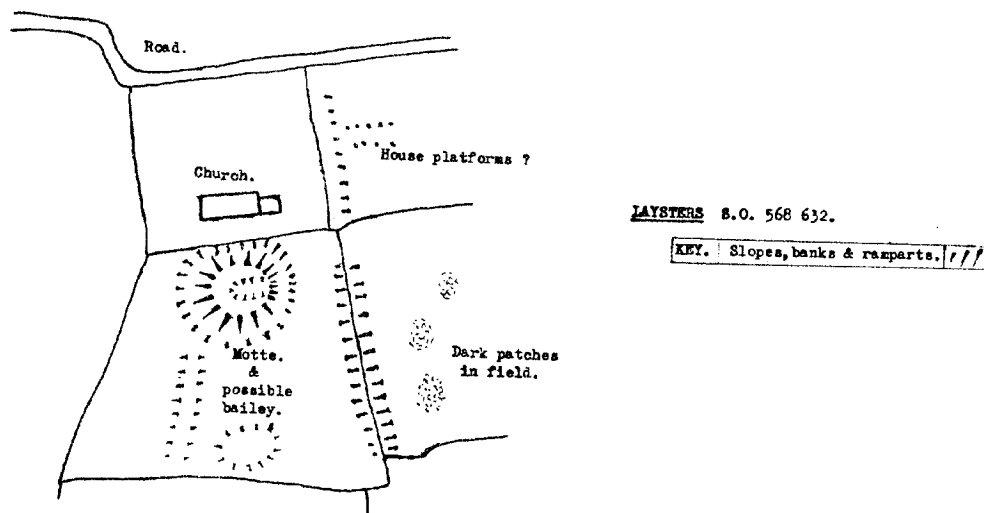 Road.
House platforms ?
Church.
LAYSTERS S.O. 568 632.
KEY. Slopes, banks & ramparts.
Motte.
&
possible
bailey.
Dark patches
in field.